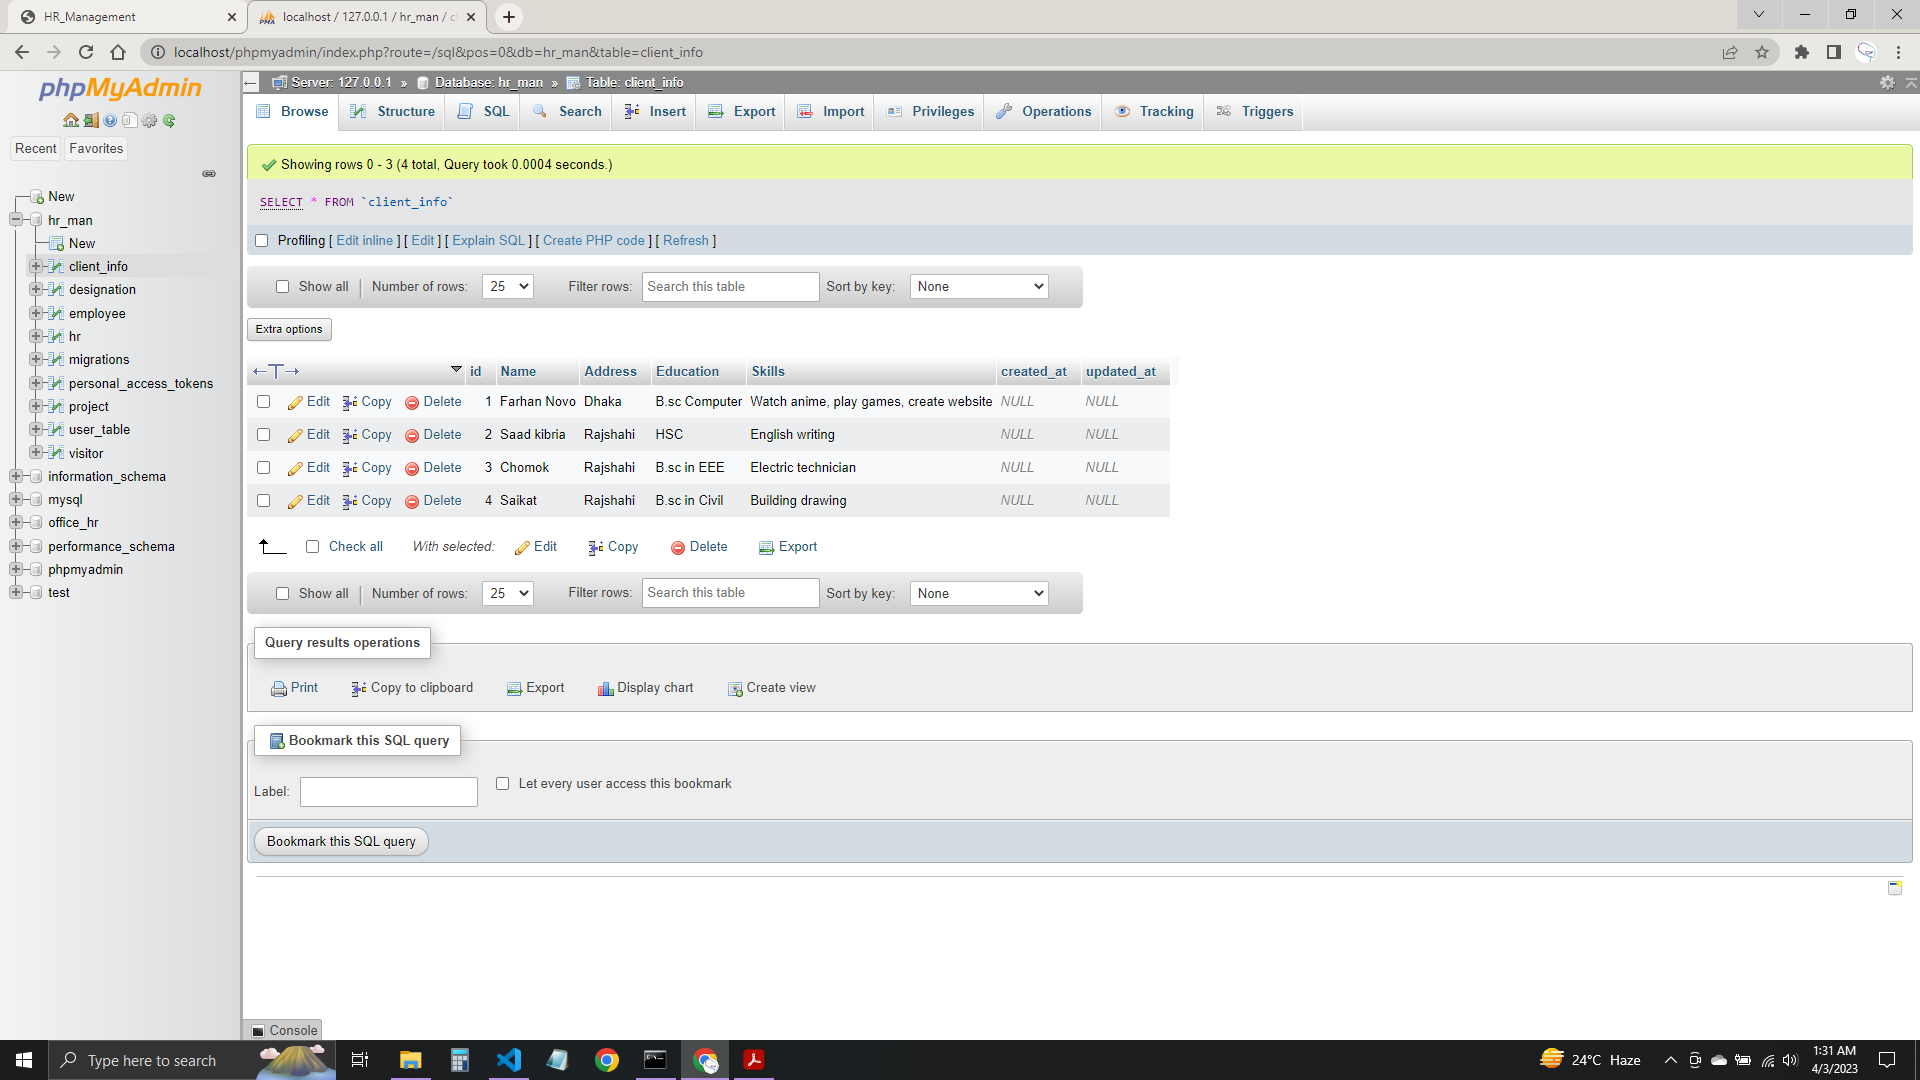 HR_Management
localhost / 127.0.0.1 / hr_man / c
localhost/phpmyadmin/index.php?route=/sql&pos=0&db=hr_man&table=client_info
phpMyAdmin
Recent Favorites
New
hr_man
New
client_info
designation
employee
hr
migrations
personal_access_tokens
project
user_table
visitor
information_schema
mysql
office_hr
performance_schema
phpmyadmin
test
Server: 127.0.0.1 » Database: hr_man » Table: client_info
Browse Structure SQL Search Insert Export Import Privileges Operations Tracking Triggers
Showing rows 0 - 3 (4 total, Query took 0.0004 seconds.)
SELECT * FROM `client_info`
Profiling [ Edit inline ] [ Edit ] [ Explain SQL ] [ Create PHP code ] [ Refresh ]
Show all Number of rows: 25 Filter rows: Search this table Sort by key: None
Extra options
←T→ id Name Address Education Skills created_at updated_at
Edit Copy Delete 1 Farhan Novo Dhaka B.sc Computer Watch anime, play games, create website NULL NULL
Edit Copy Delete 2 Saad kibria Rajshahi HSC English writing NULL NULL
Edit Copy Delete 3 Chomok Rajshahi B.sc in EEE Electric technician NULL NULL
Edit Copy Delete 4 Saikat Rajshahi B.sc in Civil Building drawing NULL NULL
Check all With selected: Edit Copy Delete Export
Show all Number of rows: 25 Filter rows: Search this table Sort by key: None
Query results operations
Print Copy to clipboard Export Display chart Create view
Bookmark this SQL query
Label: Let every user access this bookmark
Bookmark this SQL query
Console
Type here to search
24°C Haze
1:31 AM
4/3/2023